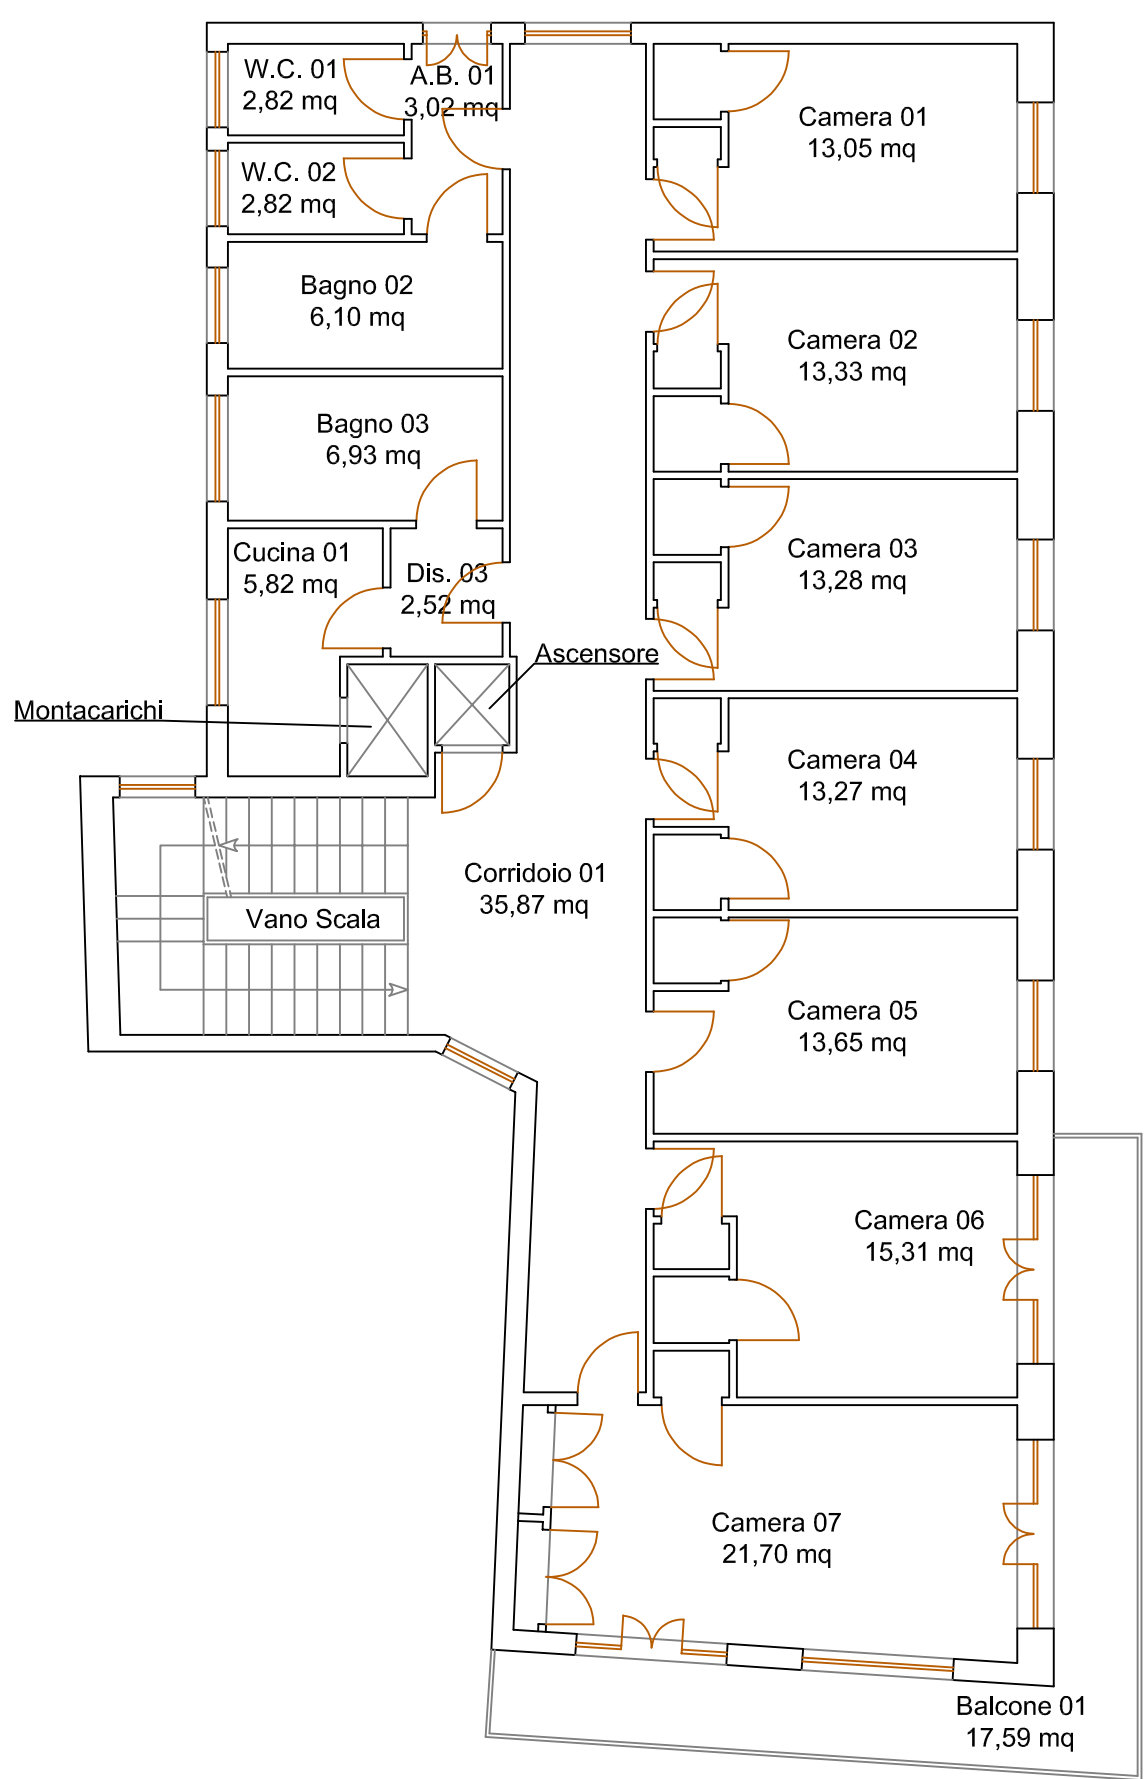 W.C. 01
2,82 mq
A.B. 01
3,02 mq
Camera 01
13,05 mq
W.C. 02
2,82 mq
Bagno 02
6,10 mq
Camera 02
13,33 mq
Bagno 03
6,93 mq
Cucina 01
5,82 mq
Dis. 03
2,52 mq
Camera 03
13,28 mq
Ascensore
Montacarichi
Camera 04
13,27 mq
Corridoio 01
35,87 mq
Vano Scala
Camera 05
13,65 mq
Camera 06
15,31 mq
Camera 07
21,70 mq
Balcone 01
17,59 mq